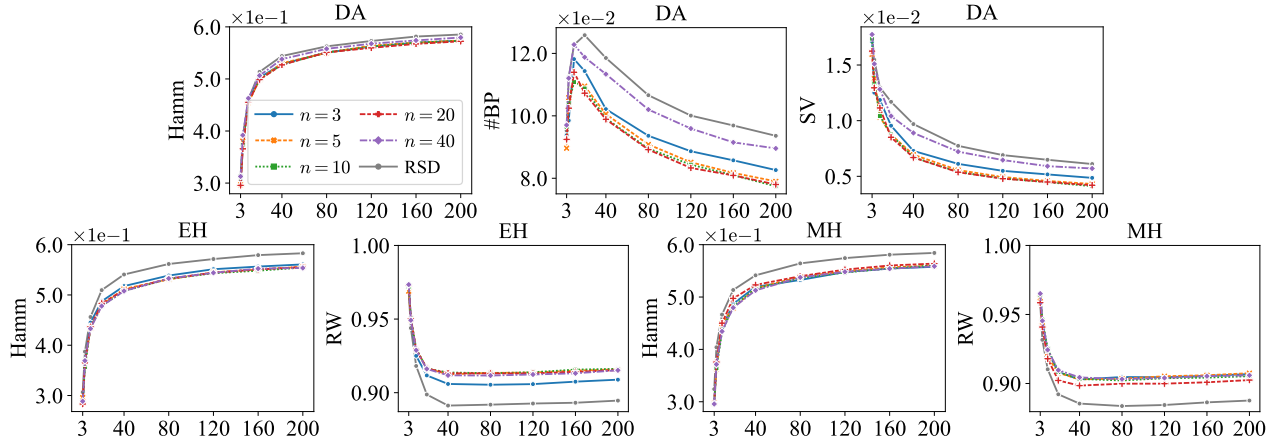 ×1e−1 DA
Hamm
6.0
5.0
4.0
3.0
n = 3
n = 5
n = 10
n = 20
n = 40
RSD
3 40 80 120 160 200
×1e−2 DA
#BP
12.0
10.0
8.0
3 40 80 120 160 200
×1e−2 DA
SV
1.5
1.0
0.5
3 40 80 120 160 200
×1e−1 EH
Hamm
6.0
5.0
4.0
3.0
3 40 80 120 160 200
EH
RW
1.00
0.95
0.90
3 40 80 120 160 200
×1e−1 MH
Hamm
6.0
5.0
4.0
3.0
3 40 80 120 160 200
MH
RW
1.00
0.95
0.90
3 40 80 120 160 200